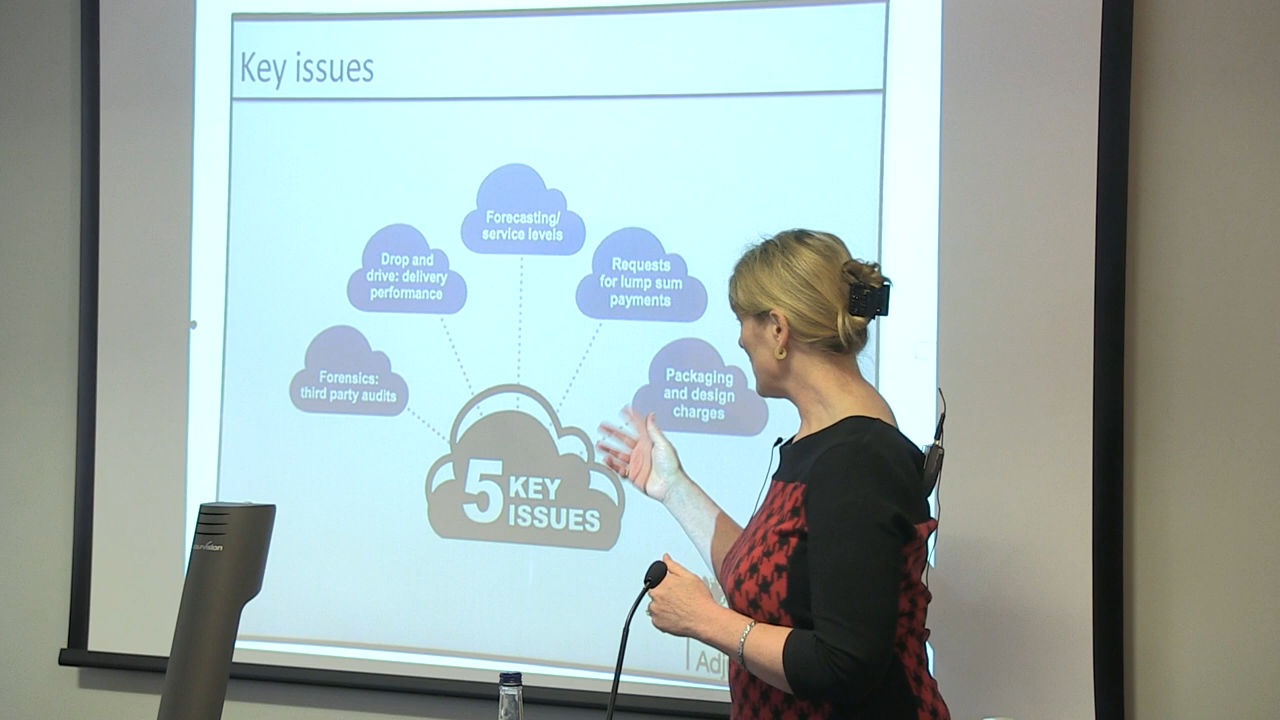 Key issues
Forecasting/
service levels
Drop and
drive: delivery
performance
Requests
for lump sum
payments
Forensics:
third party audits
Packaging
and design
charges
5 KEY
ISSUES